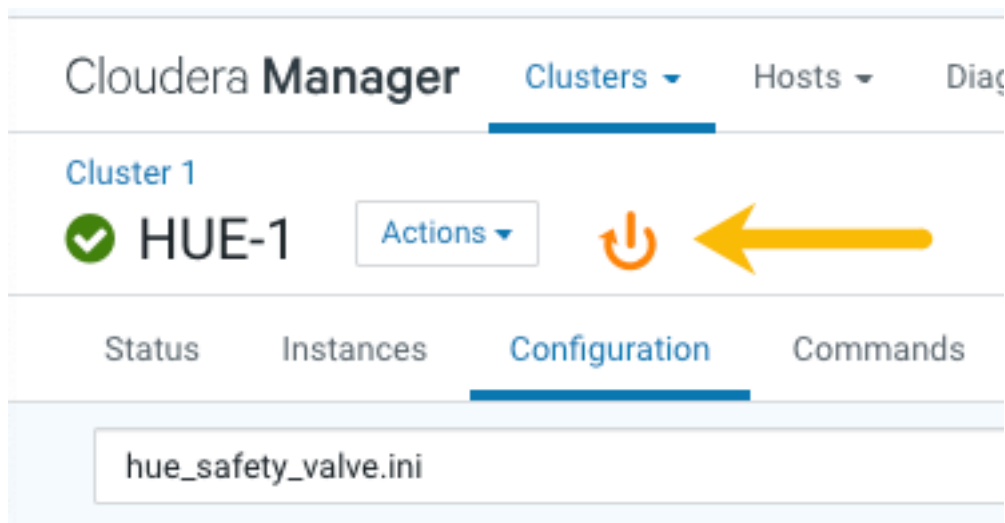 Cloudera Manager Clusters Hosts
Cluster 1
HUE-1 Actions
Status Instances Configuration Commands
hue_safety_valve.ini